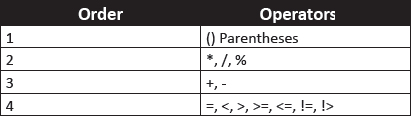 Order Operators
1 () Parentheses
2 *, /, %
3 +, -
4 =, <, >, >=, <=, !=, !>